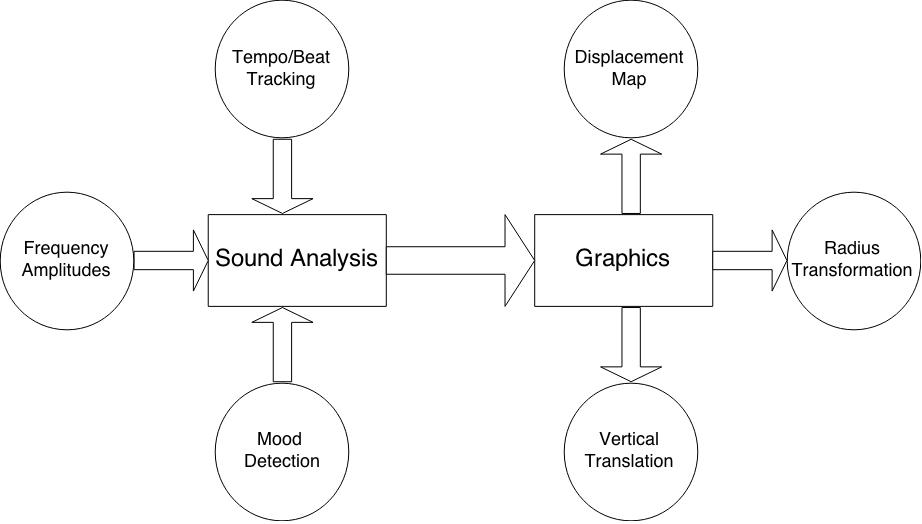 Tempo/Beat
Tracking
Displacement
Map
Frequency
Amplitudes
Sound Analysis
Graphics
Radius
Transformation
Mood
Detection
Vertical
Translation